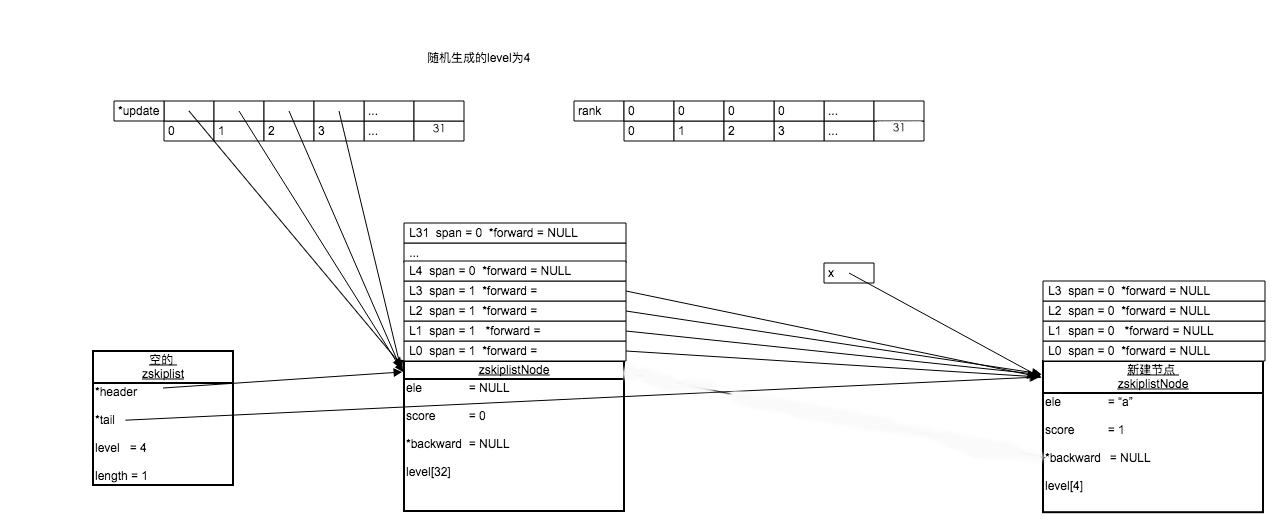 随机生成的level为4
*update
...
0 1 2 3 ... 31
rank 0 0 0 0 ...
0 1 2 3 ... 31
L31 span = 0 *forward = NULL
...
L4 span = 0 *forward = NULL
L3 span = 1 *forward =
L2 span = 1 *forward =
L1 span = 1 *forward =
L0 span = 1 *forward =
zskiplistNode
ele = NULL
score = 0
*backward = NULL
level[32]
x
L3 span = 0 *forward = NULL
L2 span = 0 *forward = NULL
L1 span = 0 *forward = NULL
L0 span = 0 *forward = NULL
新建节点
zskiplistNode
ele = "a"
score = 1
*backward = NULL
level[4]
空的
zskiplist
*header
*tail
level = 4
length = 1